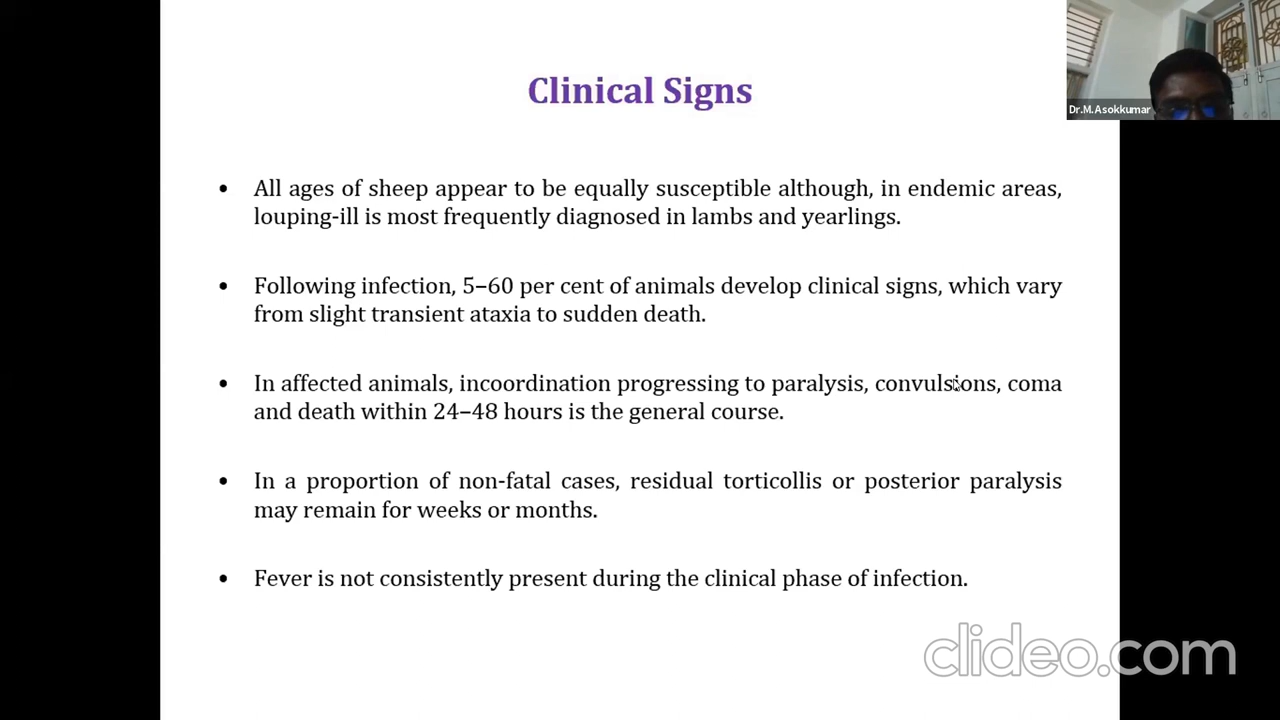 Clinical Signs
Dr.M.Asokkumar
• All ages of sheep appear to be equally susceptible although, in endemic areas,
louping-ill is most frequently diagnosed in lambs and yearlings.
• Following infection, 5–60 per cent of animals develop clinical signs, which vary
from slight transient ataxia to sudden death.
• In affected animals, incoordination progressing to paralysis, convulsions, coma
and death within 24–48 hours is the general course.
• In a proportion of non-fatal cases, residual torticollis or posterior paralysis
may remain for weeks or months.
• Fever is not consistently present during the clinical phase of infection.
clideo.com